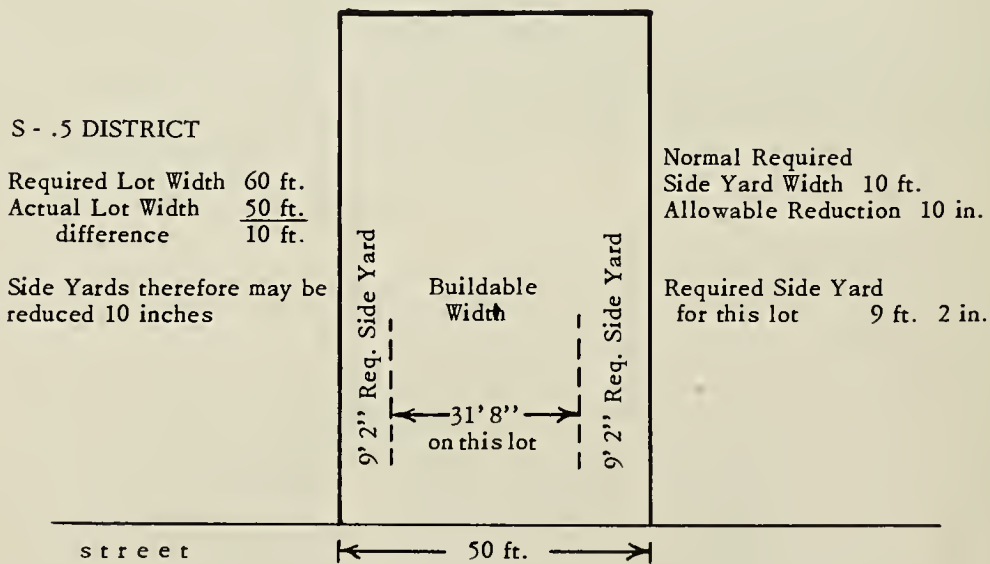 S - .5 DISTRICT
Required Lot Width 60 ft.
Actual Lot Width 50 ft.
difference 10 ft.
Side Yards therefore may be
reduced 10 inches
9' 2'' Req. Side Yard
Buildable
Width
31' 8''
on this lot
9' 2'' Req. Side Yard
Normal Required
Side Yard Width 10 ft.
Allowable Reduction 10 in.
Required Side Yard
for this lot 9 ft. 2 in.
street
50 ft.